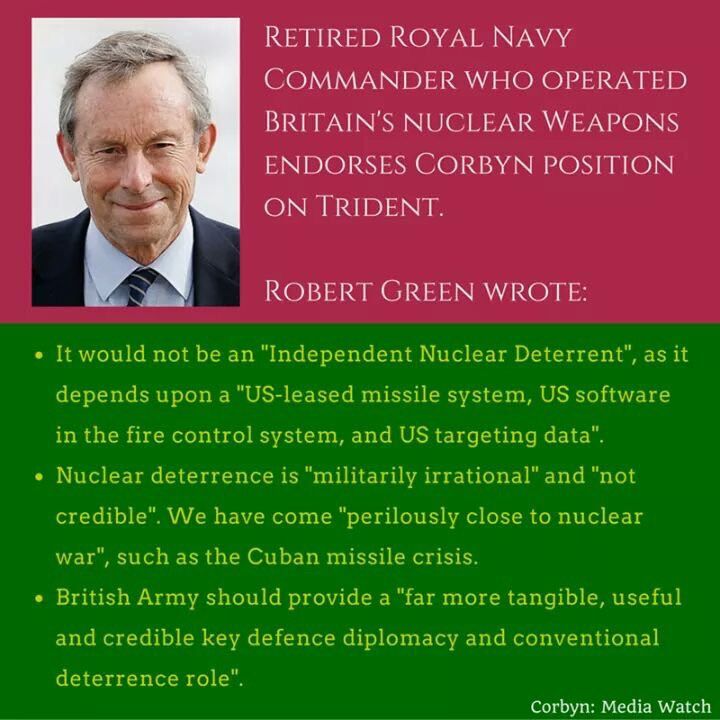 RETIRED ROYAL NAVY
COMMANDER WHO OPERATED
BRITAIN'S NUCLEAR WEAPONS
ENDORSES CORBYN POSITION
ON TRIDENT.
ROBERT GREEN WROTE:
• It would not be an "Independent Nuclear Deterrent", as it
depends upon a "US-leased missile system, US software
in the fire control system, and US targeting data".
• Nuclear deterrence is "militarily irrational" and "not
credible". We have come "perilously close to nuclear
war", such as the Cuban missile crisis.
• British Army should provide a "far more tangible, useful
and credible key defence diplomacy and conventional
deterrence role".
Corbyn: Media Watch